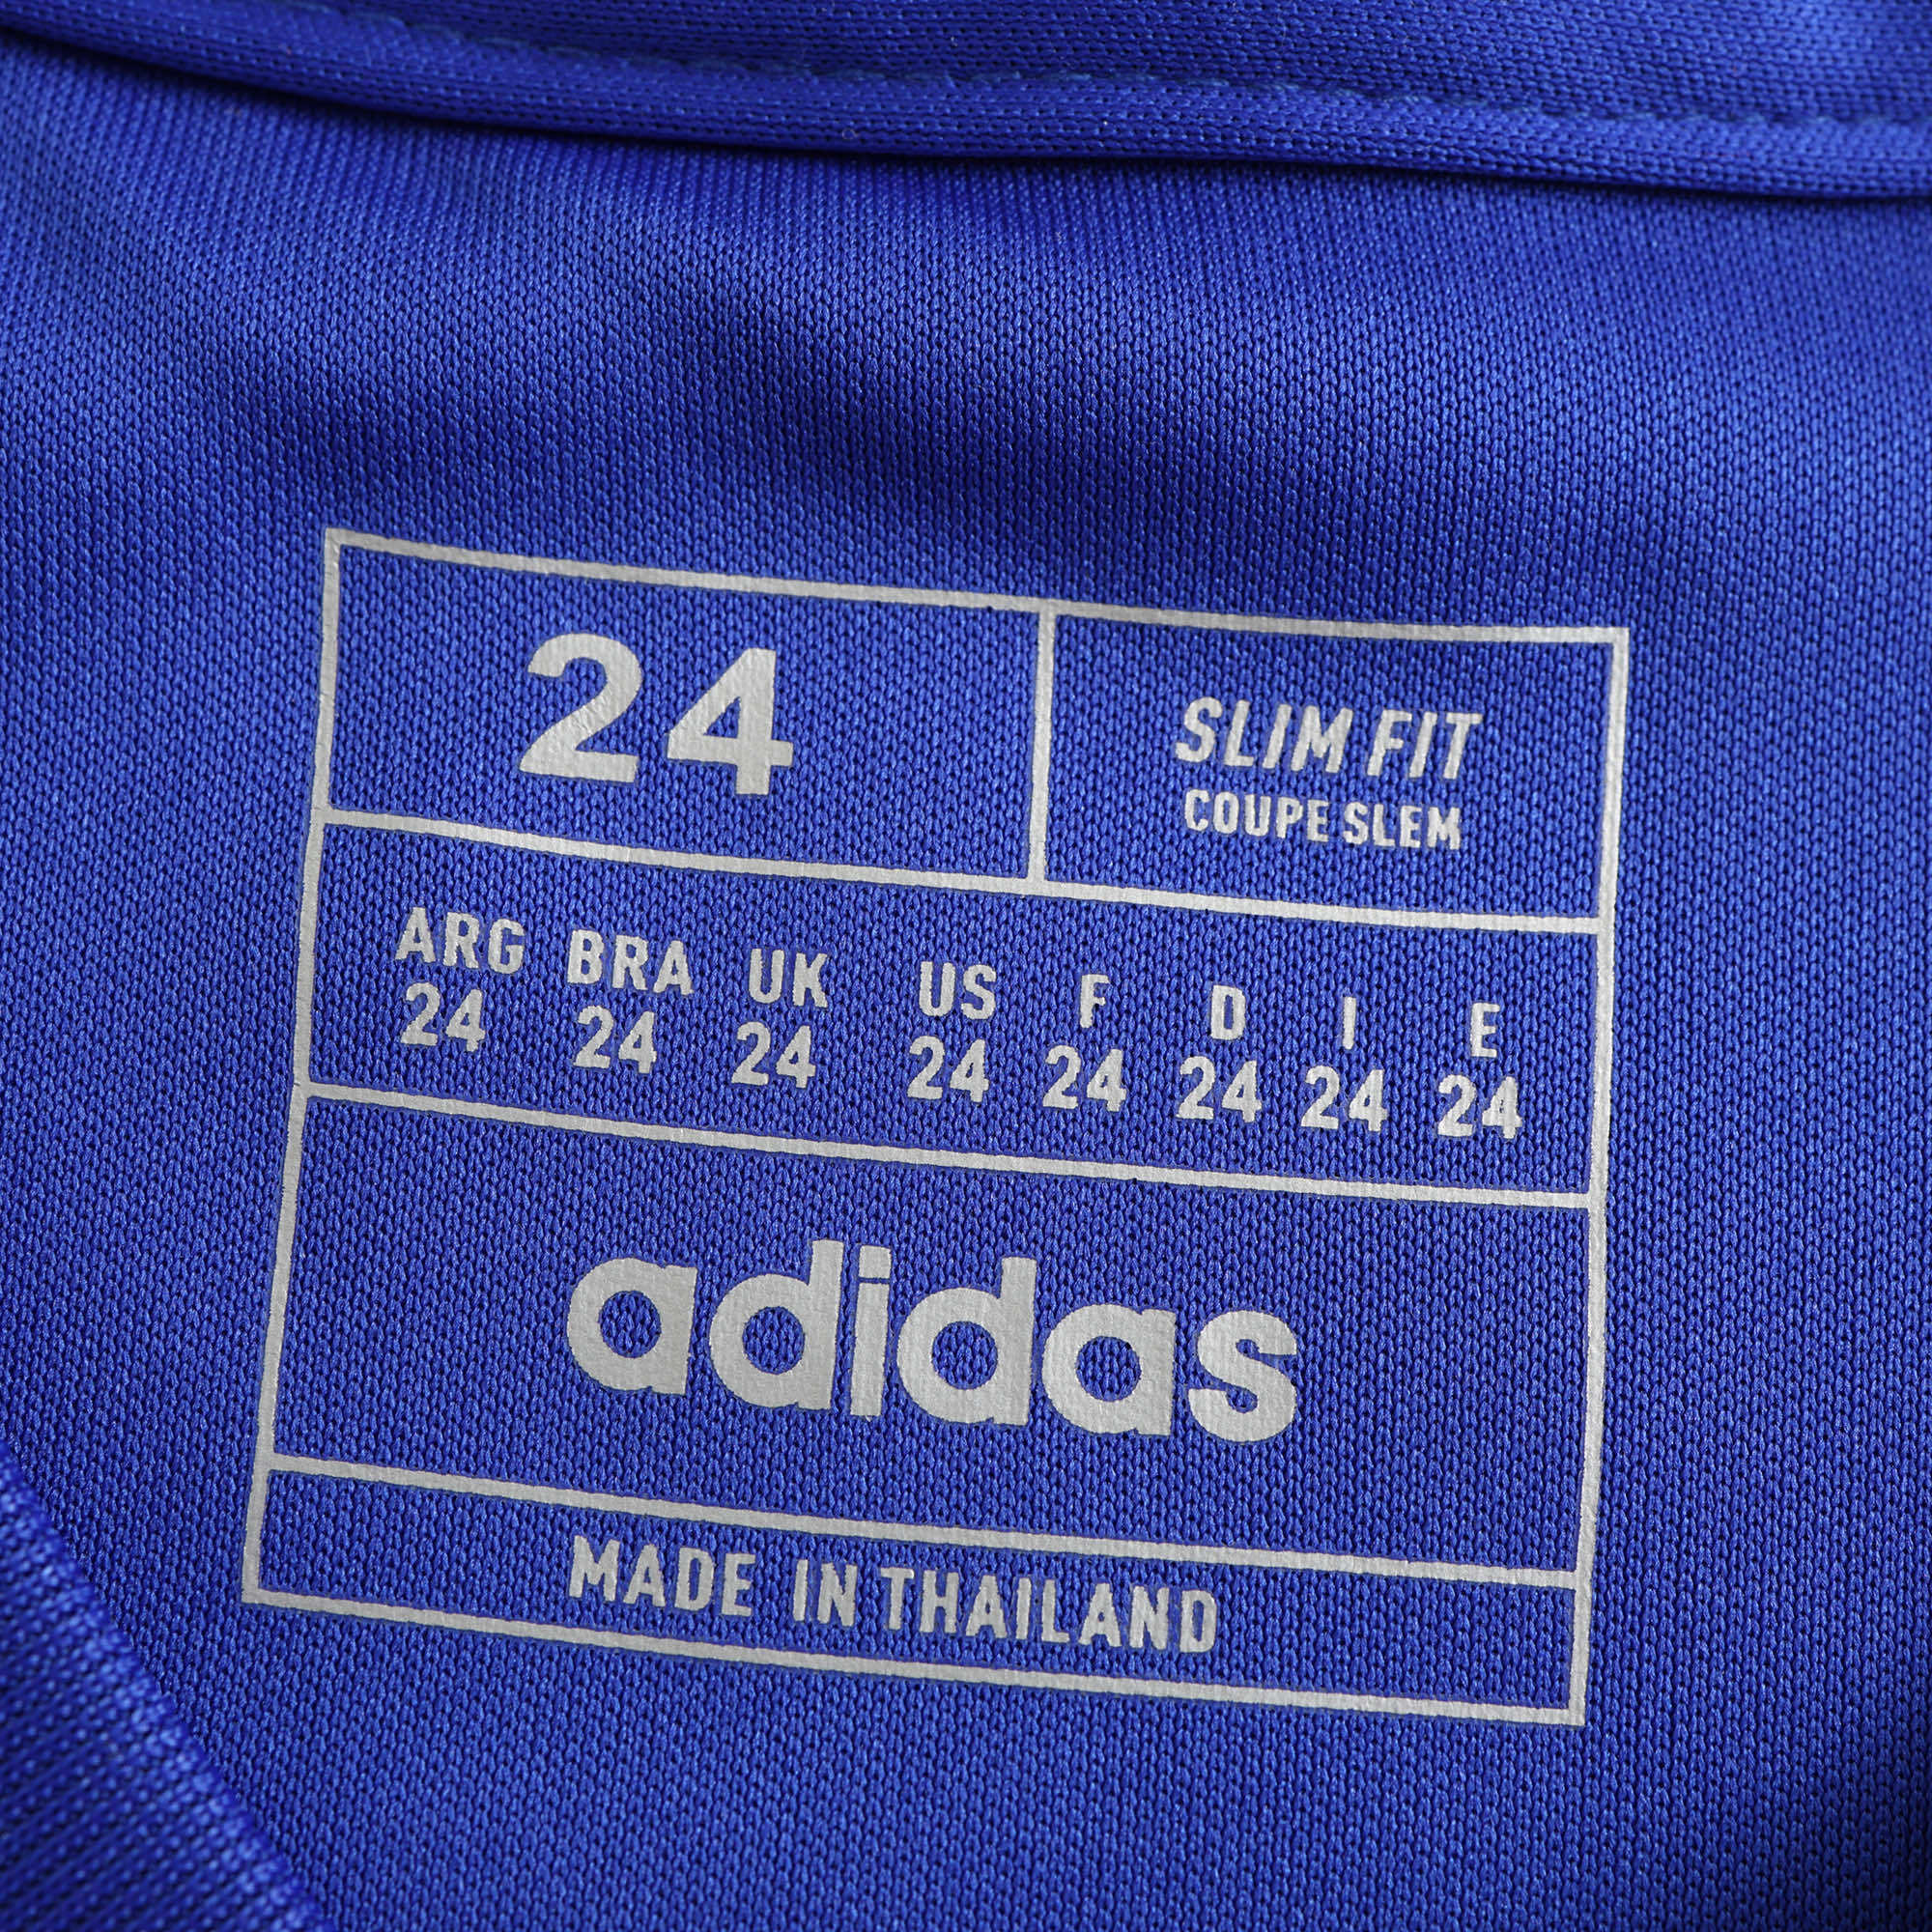 24
SLIM FIT
COUPE SLEM
ARG BRA UK US F D I E
24 24 24 24 24 24 24 24
adidas
MADE IN THAILAND